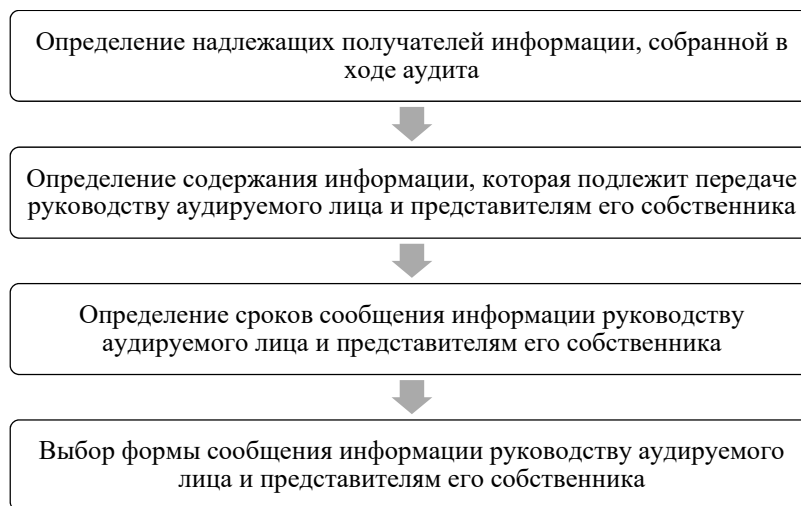 Определение надлежащих получателей информации, собранной в
ходе аудита
Определение содержания информации, которая подлежит передаче
руководству аудируемого лица и представителям его собственника
Определение сроков сообщения информации руководству
аудируемого лица и представителям его собственника
Выбор формы сообщения информации руководству аудируемого
лица и представителям его собственника